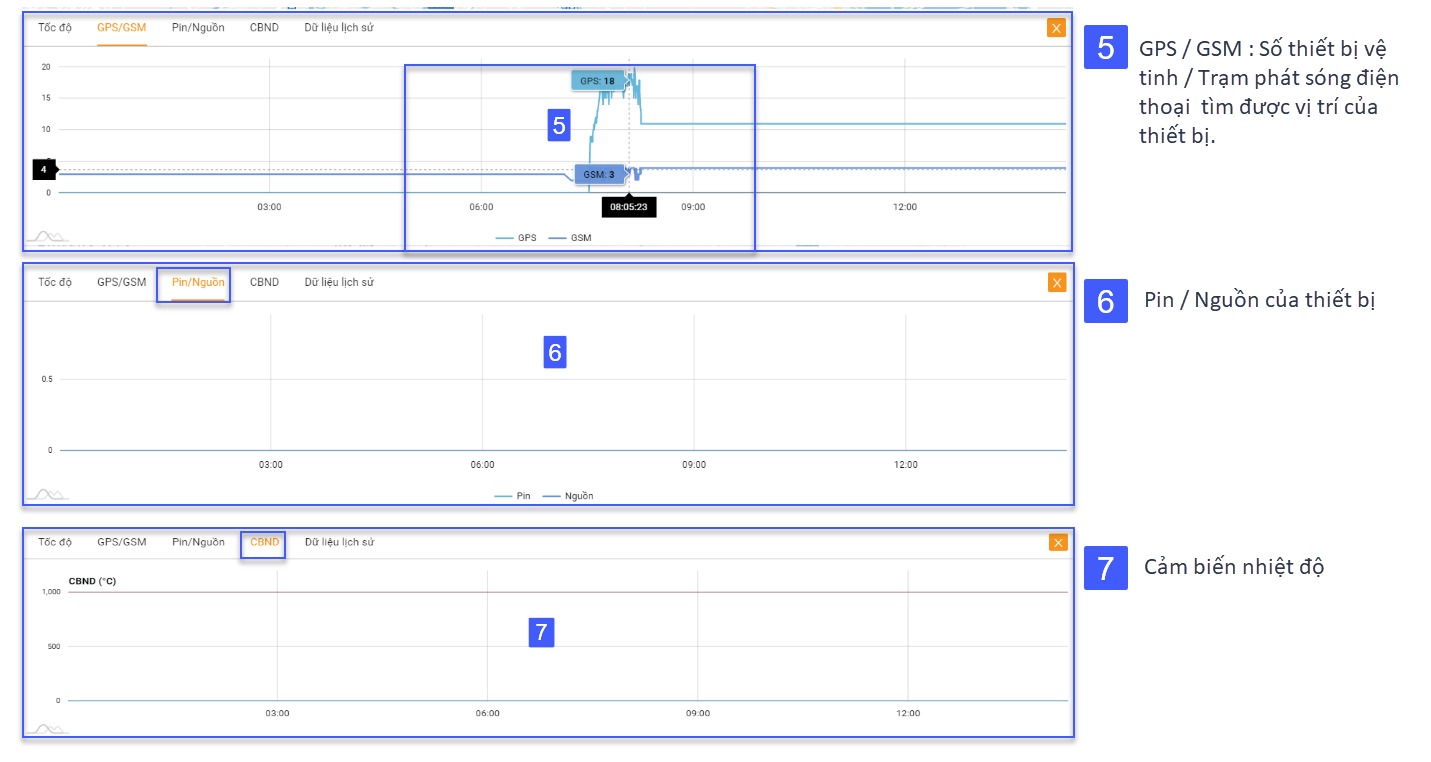 Tốc độ GPS/GSM Pin/Nguồn CBND Dữ liệu lịch sử X
20
15
10
4
0
GPS: 18
5
GSM: 3
03:00 06:00 08:05:23 09:00 12:00
GPS GSM
5
GPS / GSM : Số thiết bị vệ
tinh / Trạm phát sóng điện
thoại tìm được vị trí của
thiết bị.
Tốc độ GPS/GSM Pin/Nguồn CBND Dữ liệu lịch sử X
6
0.5
0
03:00 06:00 09:00 12:00
Pin Nguồn
6
Pin / Nguồn của thiết bị
Tốc độ GPS/GSM Pin/Nguồn CBND Dữ liệu lịch sử X
CBND (°C)
1,000
7
500
0
03:00 06:00 09:00 12:00
7
Cảm biến nhiệt độ